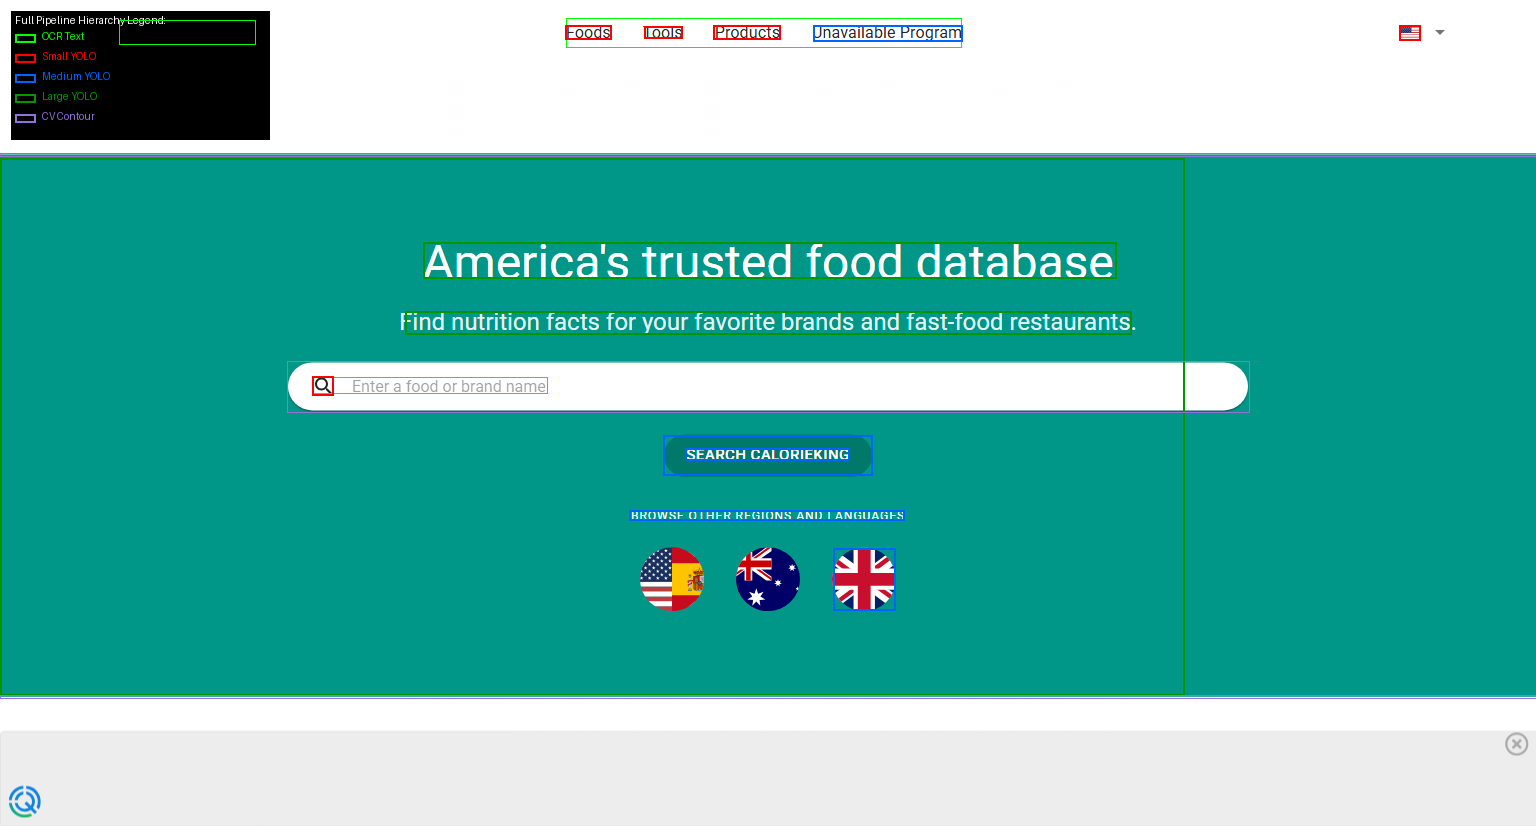 Full Pipeline Hierarchy Legend:
OCR Text
Small YOLO
Medium YOLO
Large YOLO
CV Contour
Foods Tools Products Unavailable Program
America's trusted food database
Find nutrition facts for your favorite brands and fast-food restaurants.
Enter a food or brand name
SEARCH CALORIEKING
BROWSE OTHER REGIONS AND LANGUAGES